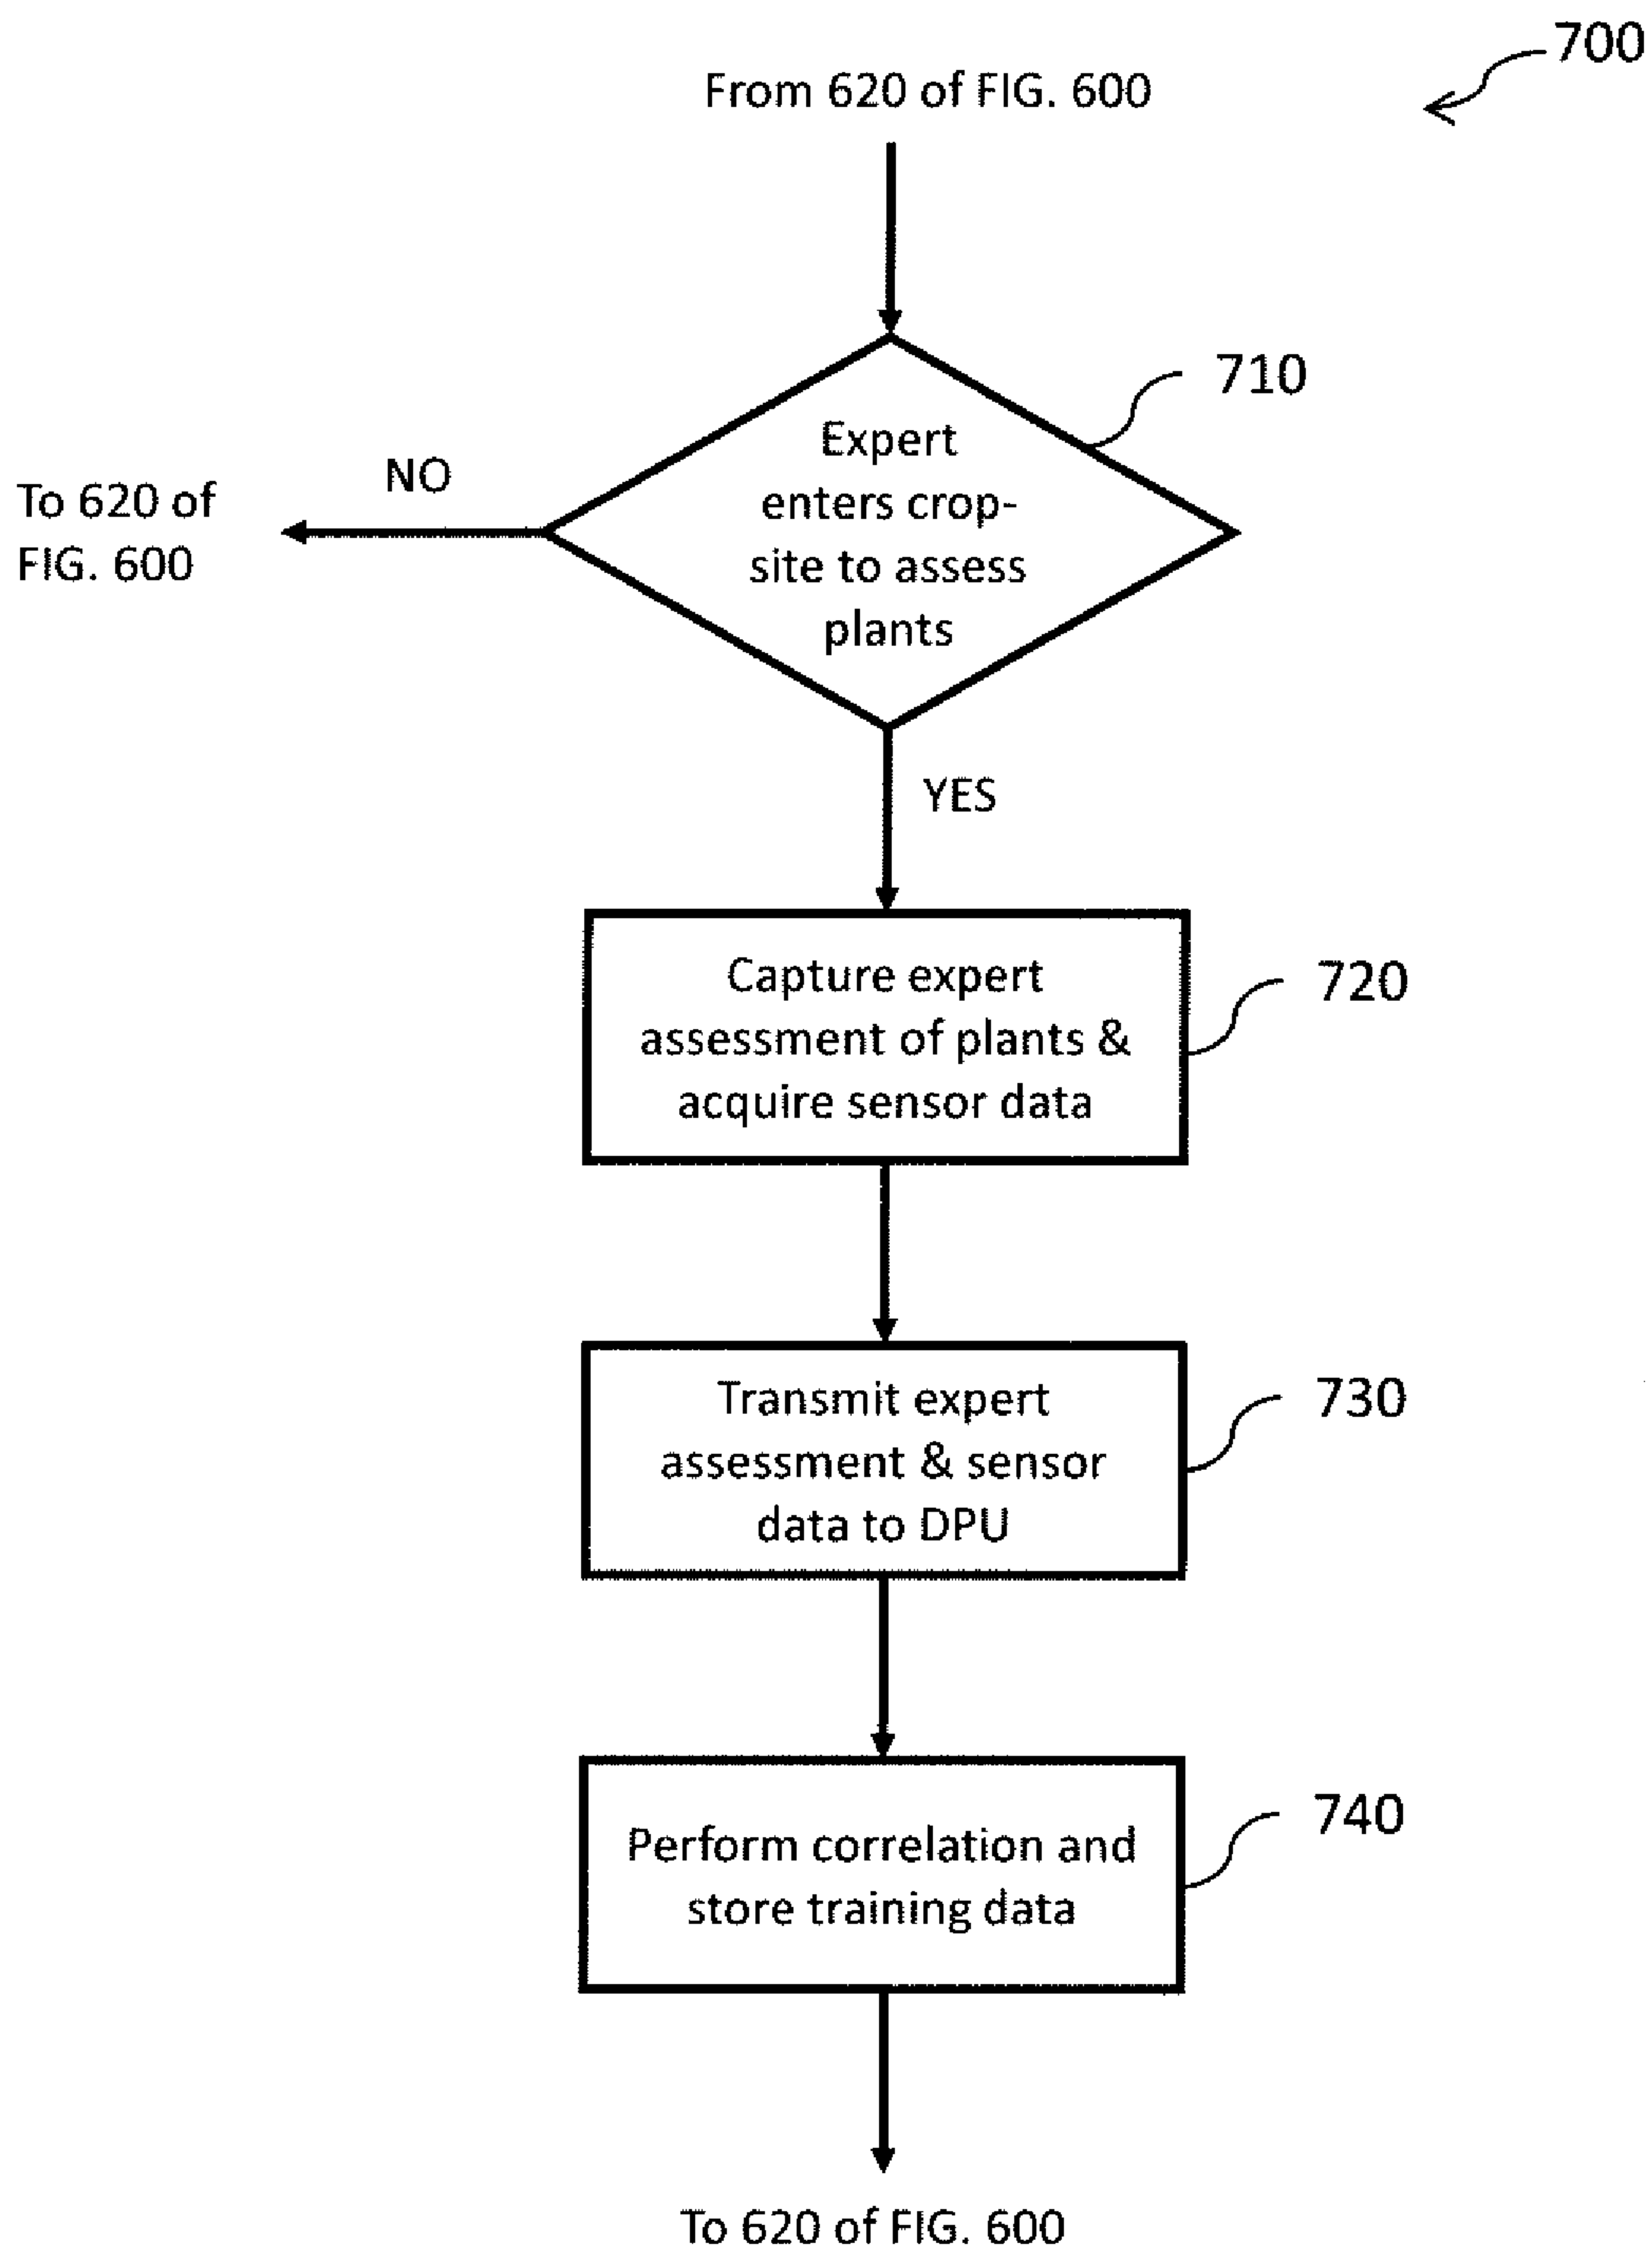 700
From 620 of FIG. 600
710
Expert
enters crop-
site to assess
plants
NO
To 620 of
FIG. 600
YES
Capture expert
assessment of plants &
acquire sensor data
720
Transmit expert
assessment & sensor
data to DPU
730
Perform correlation and
store training data
740
To 620 of FIG. 600